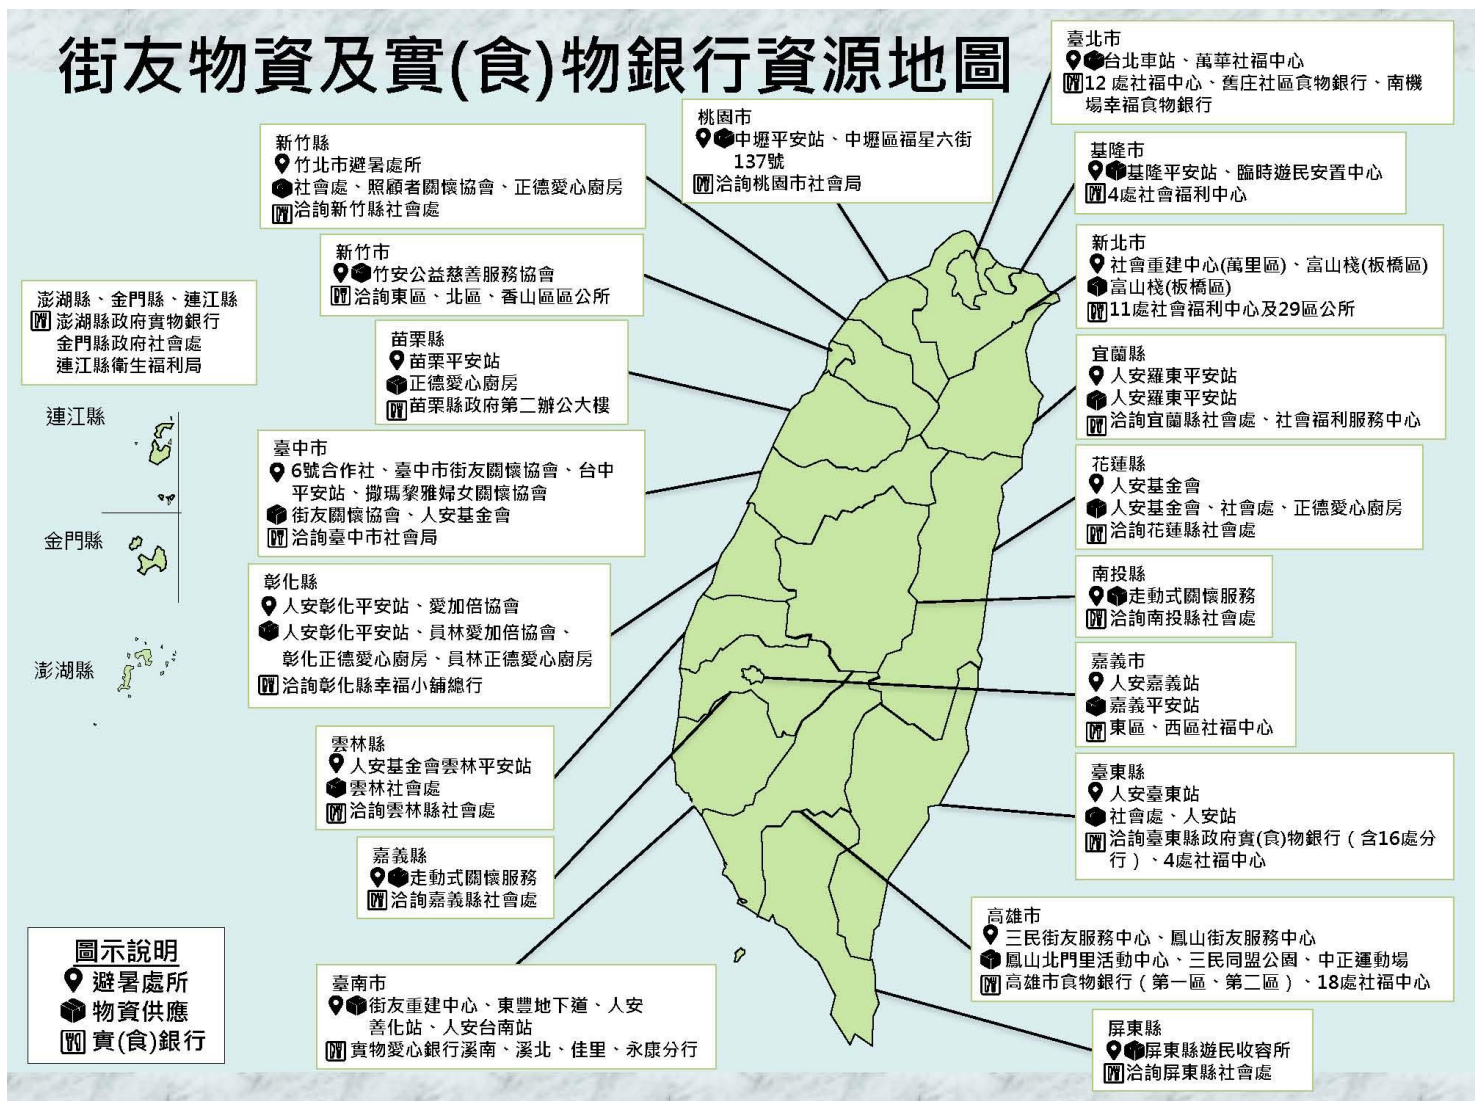 街友物資及實(食)物銀行資源地圖
臺北市
台北車站、萬華社福中心
12 處社福中心、舊庄社區食物銀行、南機
場幸福食物銀行
桃園市
中壢平安站、中壢區福星六街
137號
洽詢桃園市社會局
新竹縣
竹北市避暑處所
社會處、照顧者關懷協會、正德愛心廚房
洽詢新竹縣社會處
基隆市
基隆平安站、臨時遊民安置中心
4處社會福利中心
新竹市
竹安公益慈善服務協會
洽詢東區、北區、香山區區公所
新北市
社會重建中心(萬里區)、富山棧(板橋區)
富山棧(板橋區)
11處社會福利中心及29區公所
澎湖縣、金門縣、連江縣
澎湖縣政府實物銀行
金門縣政府社會處
連江縣衛生福利局
苗栗縣
苗栗平安站
正德愛心廚房
苗栗縣政府第二辦公大樓
宜蘭縣
人安羅東平安站
人安羅東平安站
洽詢宜蘭縣社會處、社會福利服務中心
連江縣
金門縣
澎湖縣
臺中市
6號合作社、臺中市街友關懷協會、台中
平安站、撒瑪黎雅婦女關懷協會
街友關懷協會、人安基金會
洽詢臺中市社會局
花蓮縣
人安基金會
人安基金會、社會處、正德愛心廚房
洽詢花蓮縣社會處
彰化縣
人安彰化平安站、愛加倍協會
人安彰化平安站、員林愛加倍協會、
彰化正德愛心廚房、員林正德愛心廚房
洽詢彰化縣幸福小舖總行
南投縣
走動式關懷服務
洽詢南投縣社會處
嘉義市
人安嘉義站
嘉義平安站
東區、西區社福中心
雲林縣
人安基金會雲林平安站
雲林社會處
洽詢雲林縣社會處
臺東縣
人安臺東站
社會處、人安站
洽詢臺東縣政府實(食)物銀行（含16處分
行）、4處社福中心
嘉義縣
走動式關懷服務
洽詢嘉義縣社會處
高雄市
三民街友服務中心、鳳山街友服務中心
鳳山北門里活動中心、三民同盟公園、中正運動場
高雄市食物銀行（第一區、第二區）、18處社福中心
臺南市
街友重建中心、東豐地下道、人安
善化站、人安台南站
實物愛心銀行溪南、溪北、佳里、永康分行
屏東縣
屏東縣遊民收容所
洽詢屏東縣社會處
圖示說明
避暑處所
物資供應
實(食)銀行